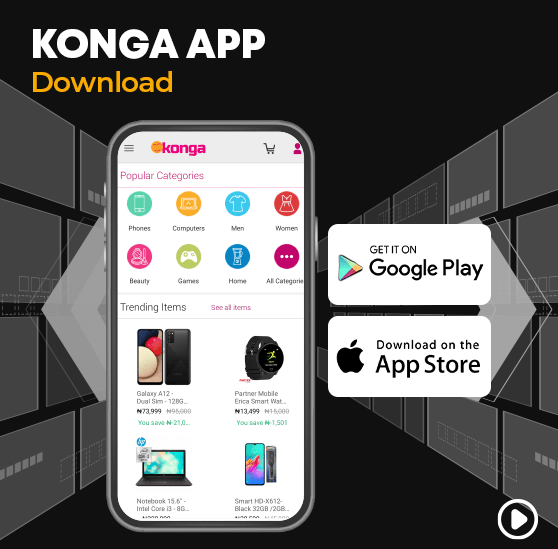 KONGA APP
Download
konga
Popular Categories
Phones
Computers
Men
Women
Beauty
Games
Home
All Categorie
Trending Items
See all items
Galaxy A12 -
Dual Sim - 128G...
₦73,999 ₦95,000
You save ₦-21,0...
Partner Mobile
Erica Smart Wat...
₦13,499 ₦15,000
You save ₦-1,501
hp
Notebook 15.6" -
Intel Core i3 - 8G...
Smart HD-X612-
Black 32GB /2GB...
GET IT ON
Google Play
Download on the
App Store